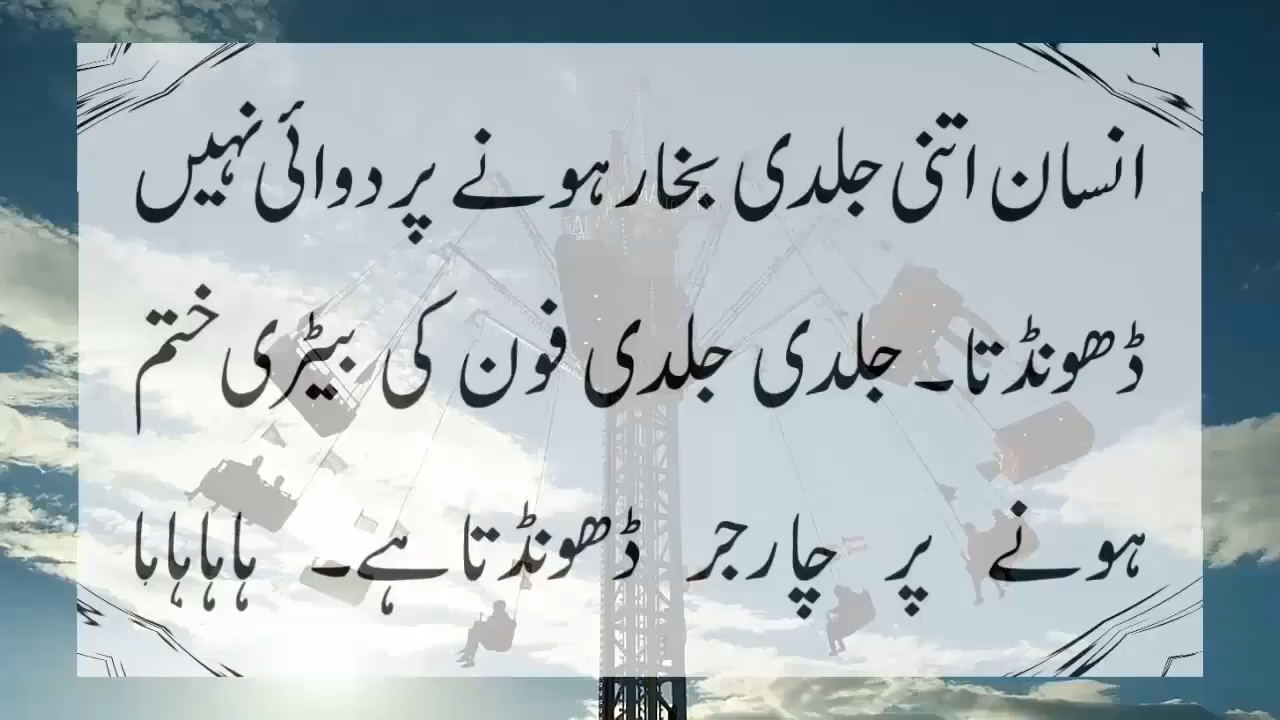 انسان اتنی جلدی بخار ہونے پر دوائی نہیں
ڈھونڈتا۔ جلدی جلدی فون کی بیٹری ختم
ہونے پر چارجر ڈھونڈتا ہے۔ ہاہاہاہا